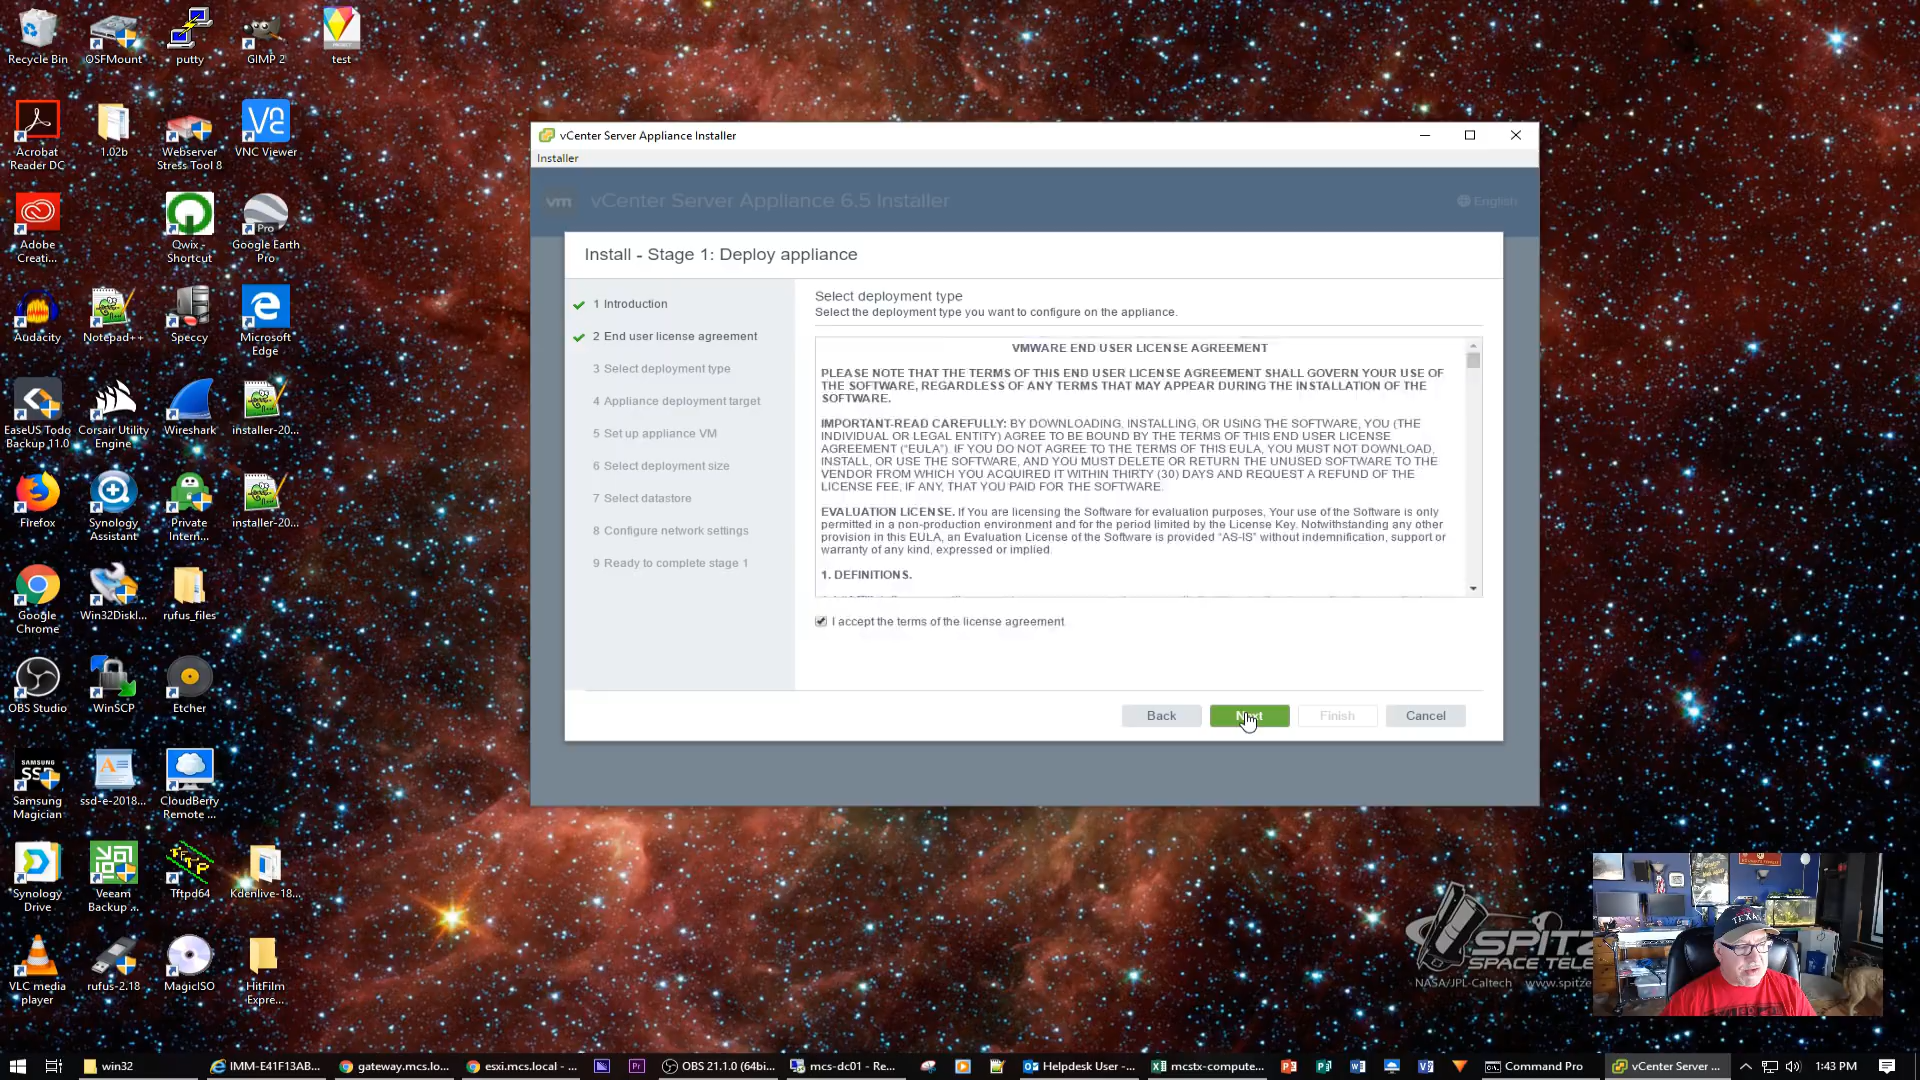 Recycle Bin
OSFMount
putty
GIMP 2
test
Acrobat
Reader DC
1.02b
Webserver
Stress Tool 8
VNC Viewer
Adobe
Creati...
Qwix -
Shortcut
Pro
Google Earth
Pro
Audacity
Notepad++
Speccy
Microsoft
Edge
EaseUS Todo
Backup 11.0
Corsair Utility
Engine
Wireshark
installer-20...
Firefox
Synology
Assistant
Private
Intern...
installer-20...
Google
Chrome
Win32DiskI...
rufus_files
OBS Studio
WinSCP
Etcher
SAMSUNG
SSD
Samsung
Magician
ssd-e-2018...
CloudBerry
Remote ...
Synology
Drive
Veeam
Backup ...
Tftpd64
Kdenlive-18...
VLC media
player
rufus-2.18
MagicISO
HitFilm
Expre...
vCenter Server Appliance Installer
Installer
vm vCenter Server Appliance 6.5 Installer
English
Install - Stage 1: Deploy appliance
1 Introduction
2 End user license agreement
3 Select deployment type
4 Appliance deployment target
5 Set up appliance VM
6 Select deployment size
7 Select datastore
8 Configure network settings
9 Ready to complete stage 1
Select deployment type
Select the deployment type you want to configure on the appliance.
VMWARE END USER LICENSE AGREEMENT
PLEASE NOTE THAT THE TERMS OF THIS END USER LICENSE AGREEMENT SHALL GOVERN YOUR USE OF
THE SOFTWARE, REGARDLESS OF ANY TERMS THAT MAY APPEAR DURING THE INSTALLATION OF THE
SOFTWARE.
IMPORTANT-READ CAREFULLY: BY DOWNLOADING, INSTALLING, OR USING THE SOFTWARE, YOU (THE
INDIVIDUAL OR LEGAL ENTITY) AGREE TO BE BOUND BY THE TERMS OF THIS END USER LICENSE
AGREEMENT (“EULA”). IF YOU DO NOT AGREE TO THE TERMS OF THIS EULA, YOU MUST NOT DOWNLOAD,
INSTALL, OR USE THE SOFTWARE, AND YOU MUST DELETE OR RETURN THE UNUSED SOFTWARE TO THE
VENDOR FROM WHICH YOU ACQUIRED IT WITHIN THIRTY (30) DAYS AND REQUEST A REFUND OF THE
LICENSE FEE, IF ANY, THAT YOU PAID FOR THE SOFTWARE.
EVALUATION LICENSE. If You are licensing the Software for evaluation purposes, Your use of the Software is only
permitted in a non-production environment and for the period limited by the License Key. Notwithstanding any other
provision in this EULA, an Evaluation License of the Software is provided “AS-IS” without indemnification, support or
warranty of any kind, expressed or implied.
1. DEFINITIONS.
I accept the terms of the license agreement
Back
Next
Finish
Cancel
SPITZ
SPACE TELE
NASA/JPL-Caltech www.spitze
TEXAS
win32
IMM-E41F13AB...
gateway.mcs.lo...
esxi.mcs.local - ...
OBS 21.1.0 (64bi...
mcs-dc01 - Re...
Helpdesk User -...
mcstx-compute...
Command Pro
vCenter Server ...
1:43 PM